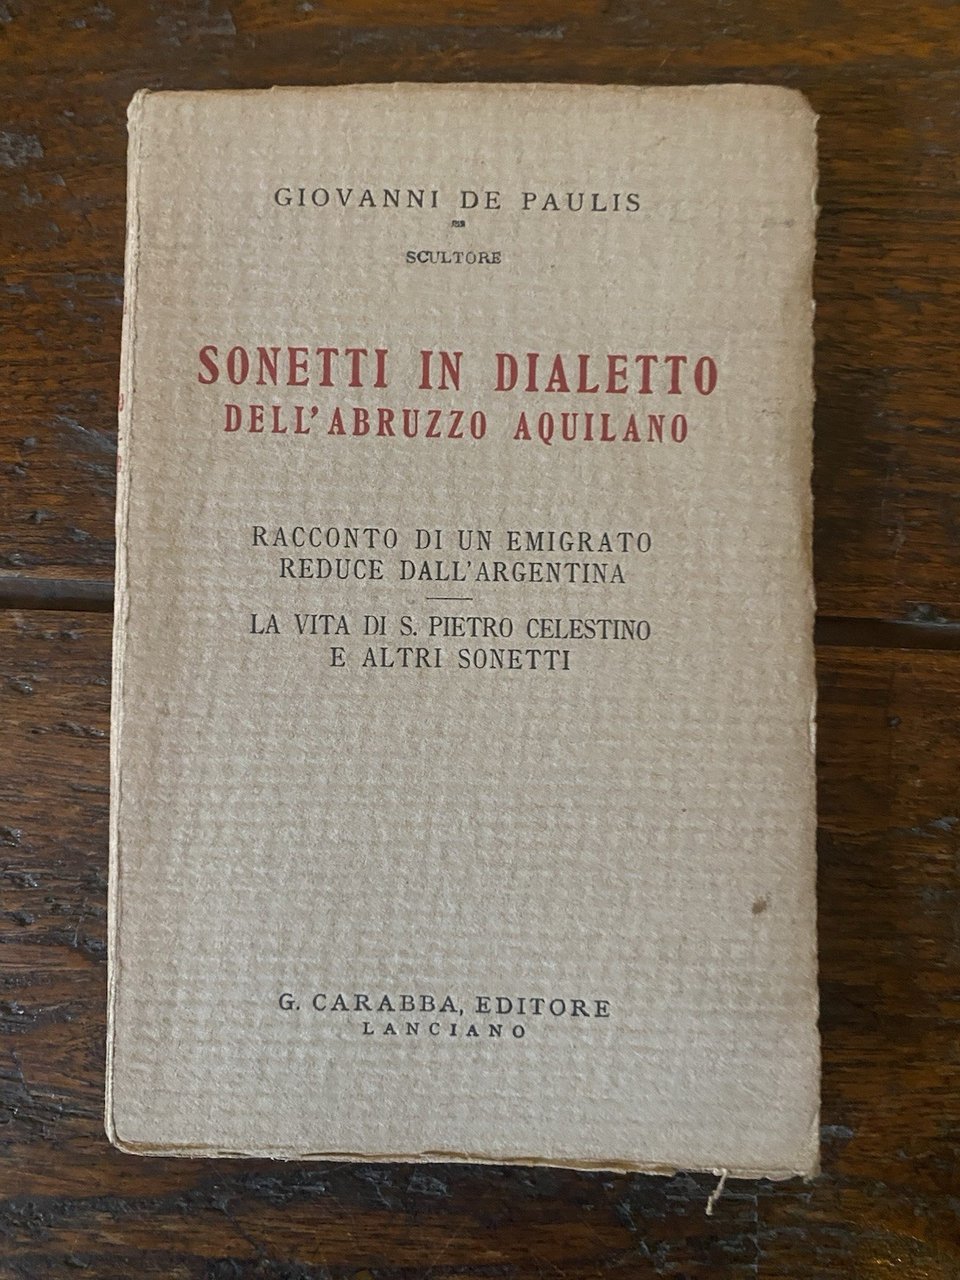 GIOVANNI DE PAULIS
SCULTORE
SONETTI IN DIALETTO
DELL'ABRUZZO AQUILANO
RACCONTO DI UN EMIGRATO
REDUCE DALL'ARGENTINA
LA VITA DI S. PIETRO CELESTINO
E ALTRI SONETTI
G. CARABBA, EDITORE
LANCIANO